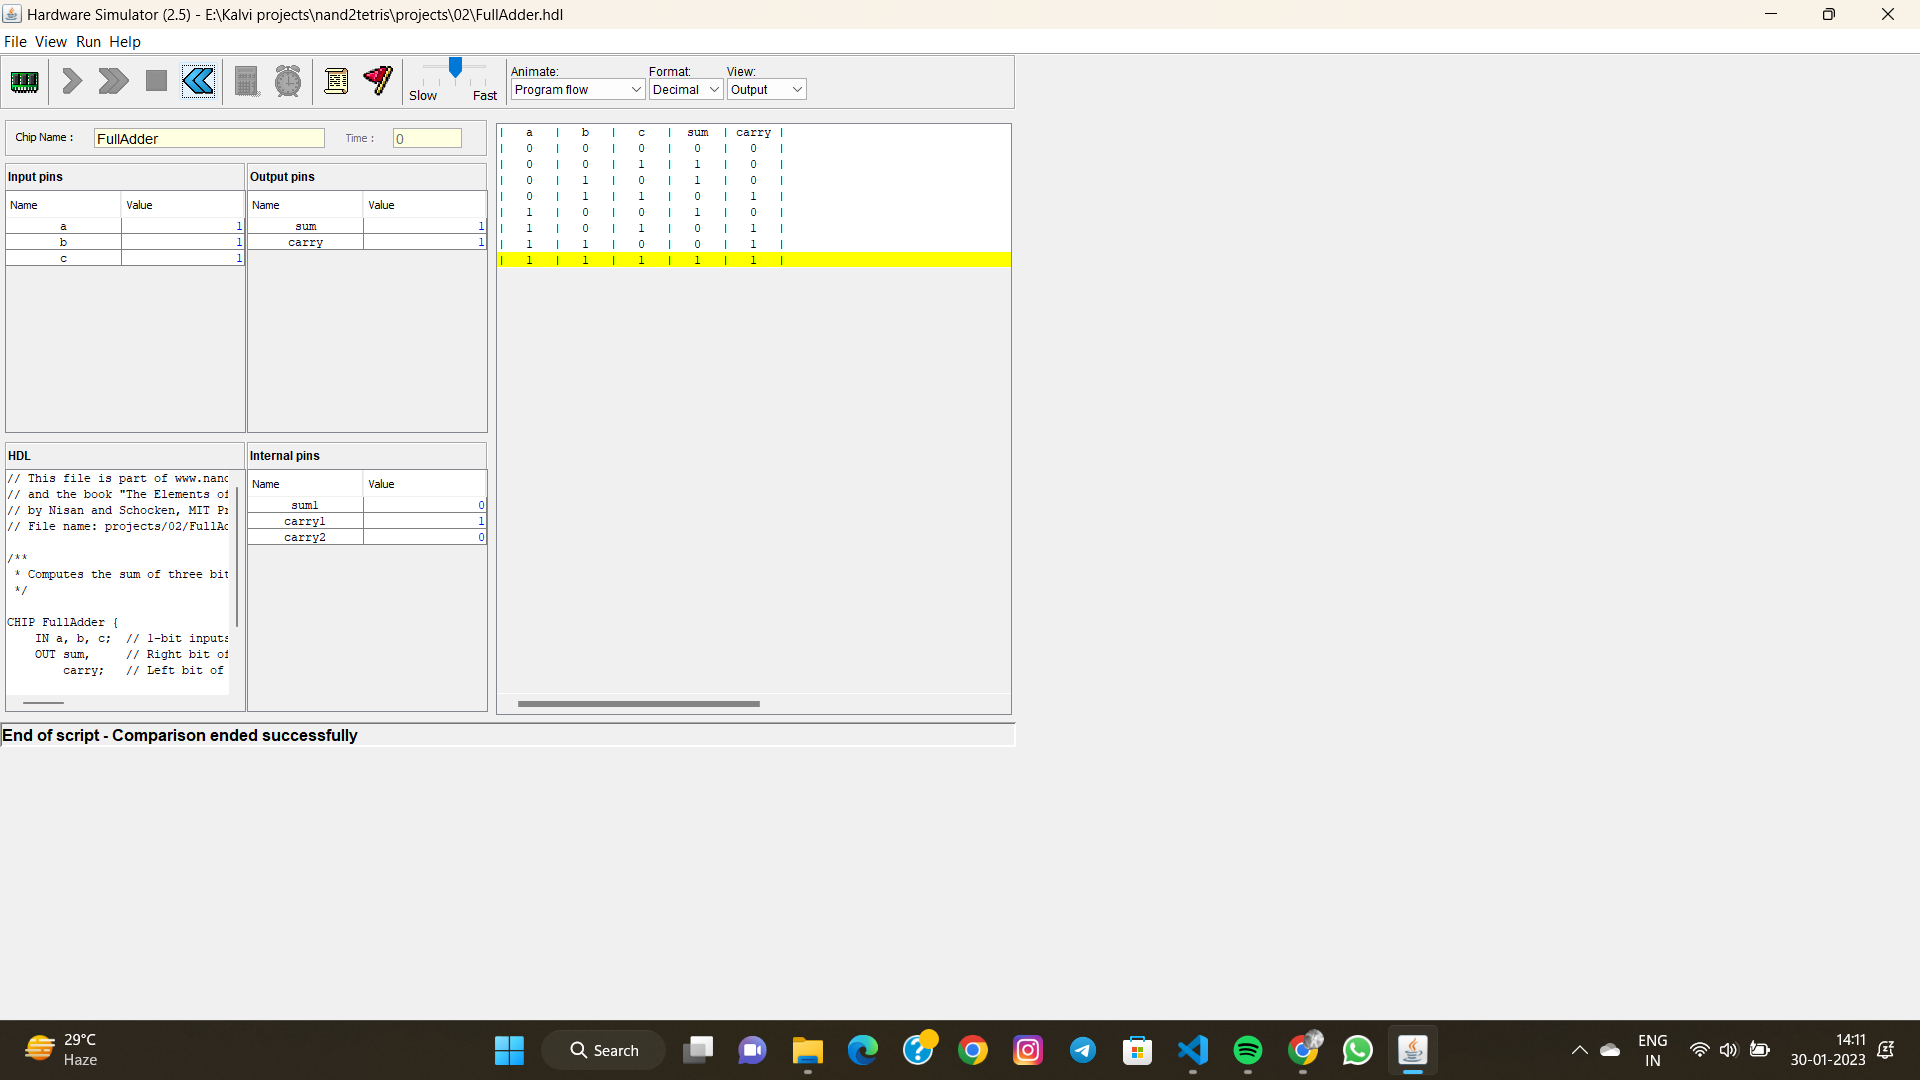 Hardware Simulator (2.5) - E:\Kalvi projects\nand2tetris\projects\02\FullAdder.hdl
File View Run Help
Slow Fast
Animate: Format: View:
Program flow Decimal Output
Chip Name : FullAdder Time : 0
Input pins
Name Value
a 1
b 1
c 1
Output pins
Name Value
sum 1
carry 1
| a | b | c | sum | carry |
| 0 | 0 | 0 | 0 | 0 |
| 0 | 0 | 1 | 1 | 0 |
| 0 | 1 | 0 | 1 | 0 |
| 0 | 1 | 1 | 0 | 1 |
| 1 | 0 | 0 | 1 | 0 |
| 1 | 0 | 1 | 0 | 1 |
| 1 | 1 | 0 | 0 | 1 |
| 1 | 1 | 1 | 1 | 1 |
HDL
// This file is part of www.nand
// and the book "The Elements of
// by Nisan and Schocken, MIT Pr
// File name: projects/02/FullAd
/**
* Computes the sum of three bit
*/
CHIP FullAdder {
IN a, b, c; // 1-bit inputs
OUT sum, // Right bit of
carry; // Left bit of
Internal pins
Name Value
sum1 0
carry1 1
carry2 0
End of script - Comparison ended successfully
29°C
Haze
Search
ENG
IN
14:11
30-01-2023